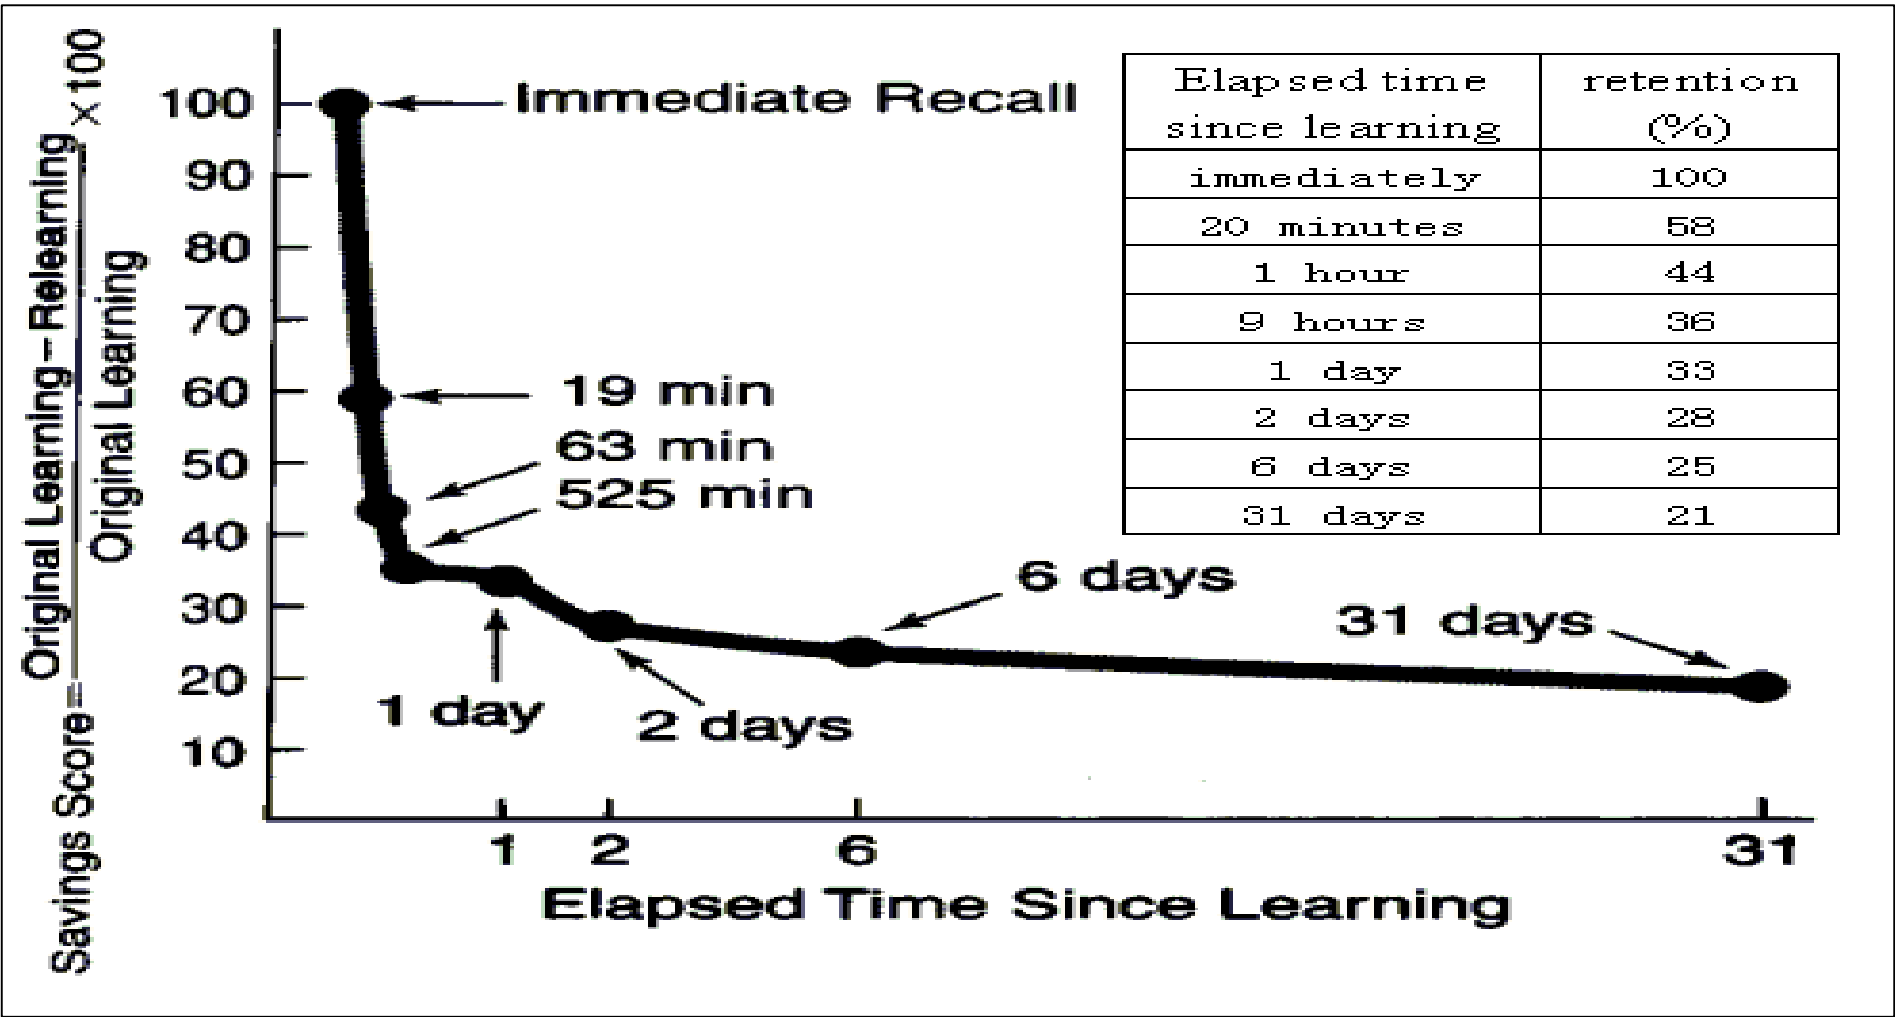 Savings Score = Original Learning – Relearning
Original Learning
×100
100
90
80
70
60
50
40
30
20
10
Immediate Recall
19 min
63 min
525 min
1 day
2 days
6 days
31 days
1 2 6 31
Elapsed Time Since Learning
Elapsed time since learning retention (%)
immediately 100
20 minutes 58
1 hour 44
9 hours 36
1 day 33
2 days 28
6 days 25
31 days 21